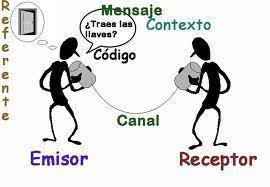 Referente
Mensaje
¿Traes las
llaves?
Contexto
Código
Canal
Emisor
Receptor